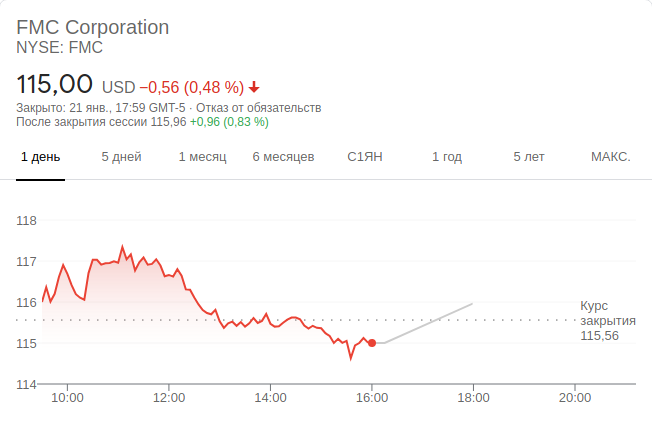 FMC Corporation
NYSE: FMC
115,00 USD −0,56 (0,48 %)
Закрыто: 21 янв., 17:59 GMT-5 · Отказ от обязательств
После закрытия сессии 115,96 +0,96 (0,83 %)
1 день 5 дней 1 месяц 6 месяцев С1ЯН 1 год 5 лет МАКС.
118
117
116
115
114
Курс
закрытия
115,56
10:00 12:00 14:00 16:00 18:00 20:00